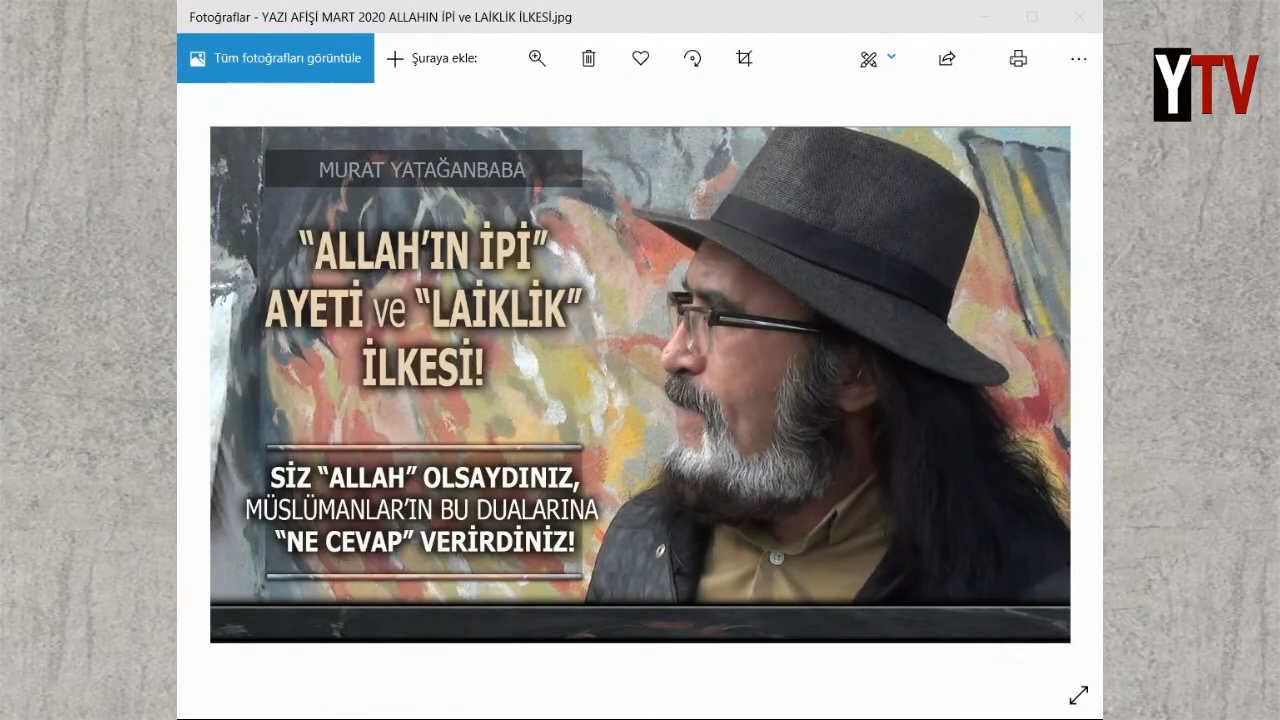 Fotoğraflar - YAZI AFİŞİ MART 2020 ALLAHIN İPİ ve LAİKLİK İLKESİ.jpg
Tüm fotoğrafları görüntüle
Şuraya ekle:
YTV
MURAT YATAĞANBABA
“ALLAH’IN İPİ”
AYETİ ve “LAİKLİK”
İLKESİ!
SİZ “ALLAH” OLSAYDINIZ,
MÜSLÜMANLAR’IN BU DUALARINA
“NE CEVAP” VERİRDİNİZ!